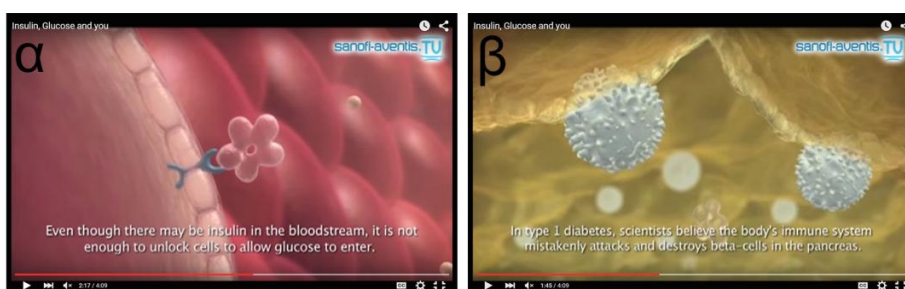 Insulin, Glucose and you
sanofi-aventis.TV
α
Even though there may be insulin in the bloodstream, it is not
enough to unlock cells to allow glucose to enter.
2:17 / 4:09
CC
Insulin, Glucose and you
sanofi-aventis.TV
β
In type 1 diabetes, scientists believe the body's immune system
mistakenly attacks and destroys beta-cells in the pancreas.
1:45 / 4:09
CC